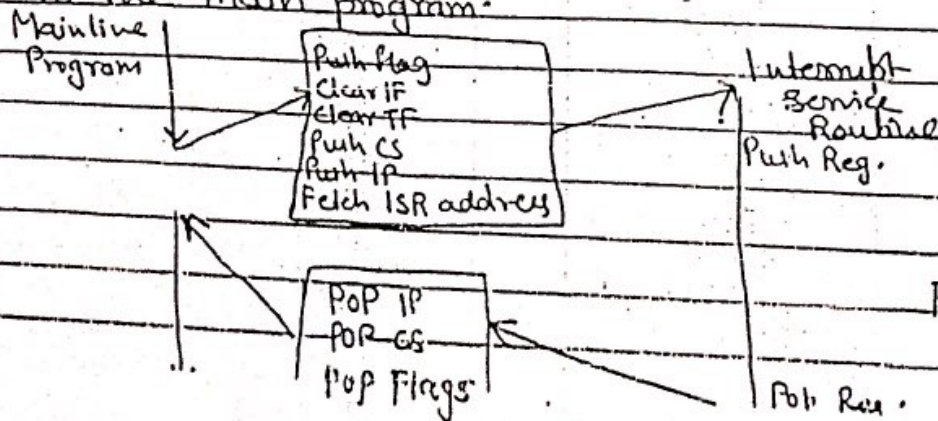 main program.
Mainline
Program
Push flag
Clear IF
Clear TF
Push CS
Push IP
Fetch ISR address
Interrupt
Service
Routine
Push Reg.
POP IP
POP CS
POP Flags
Pop